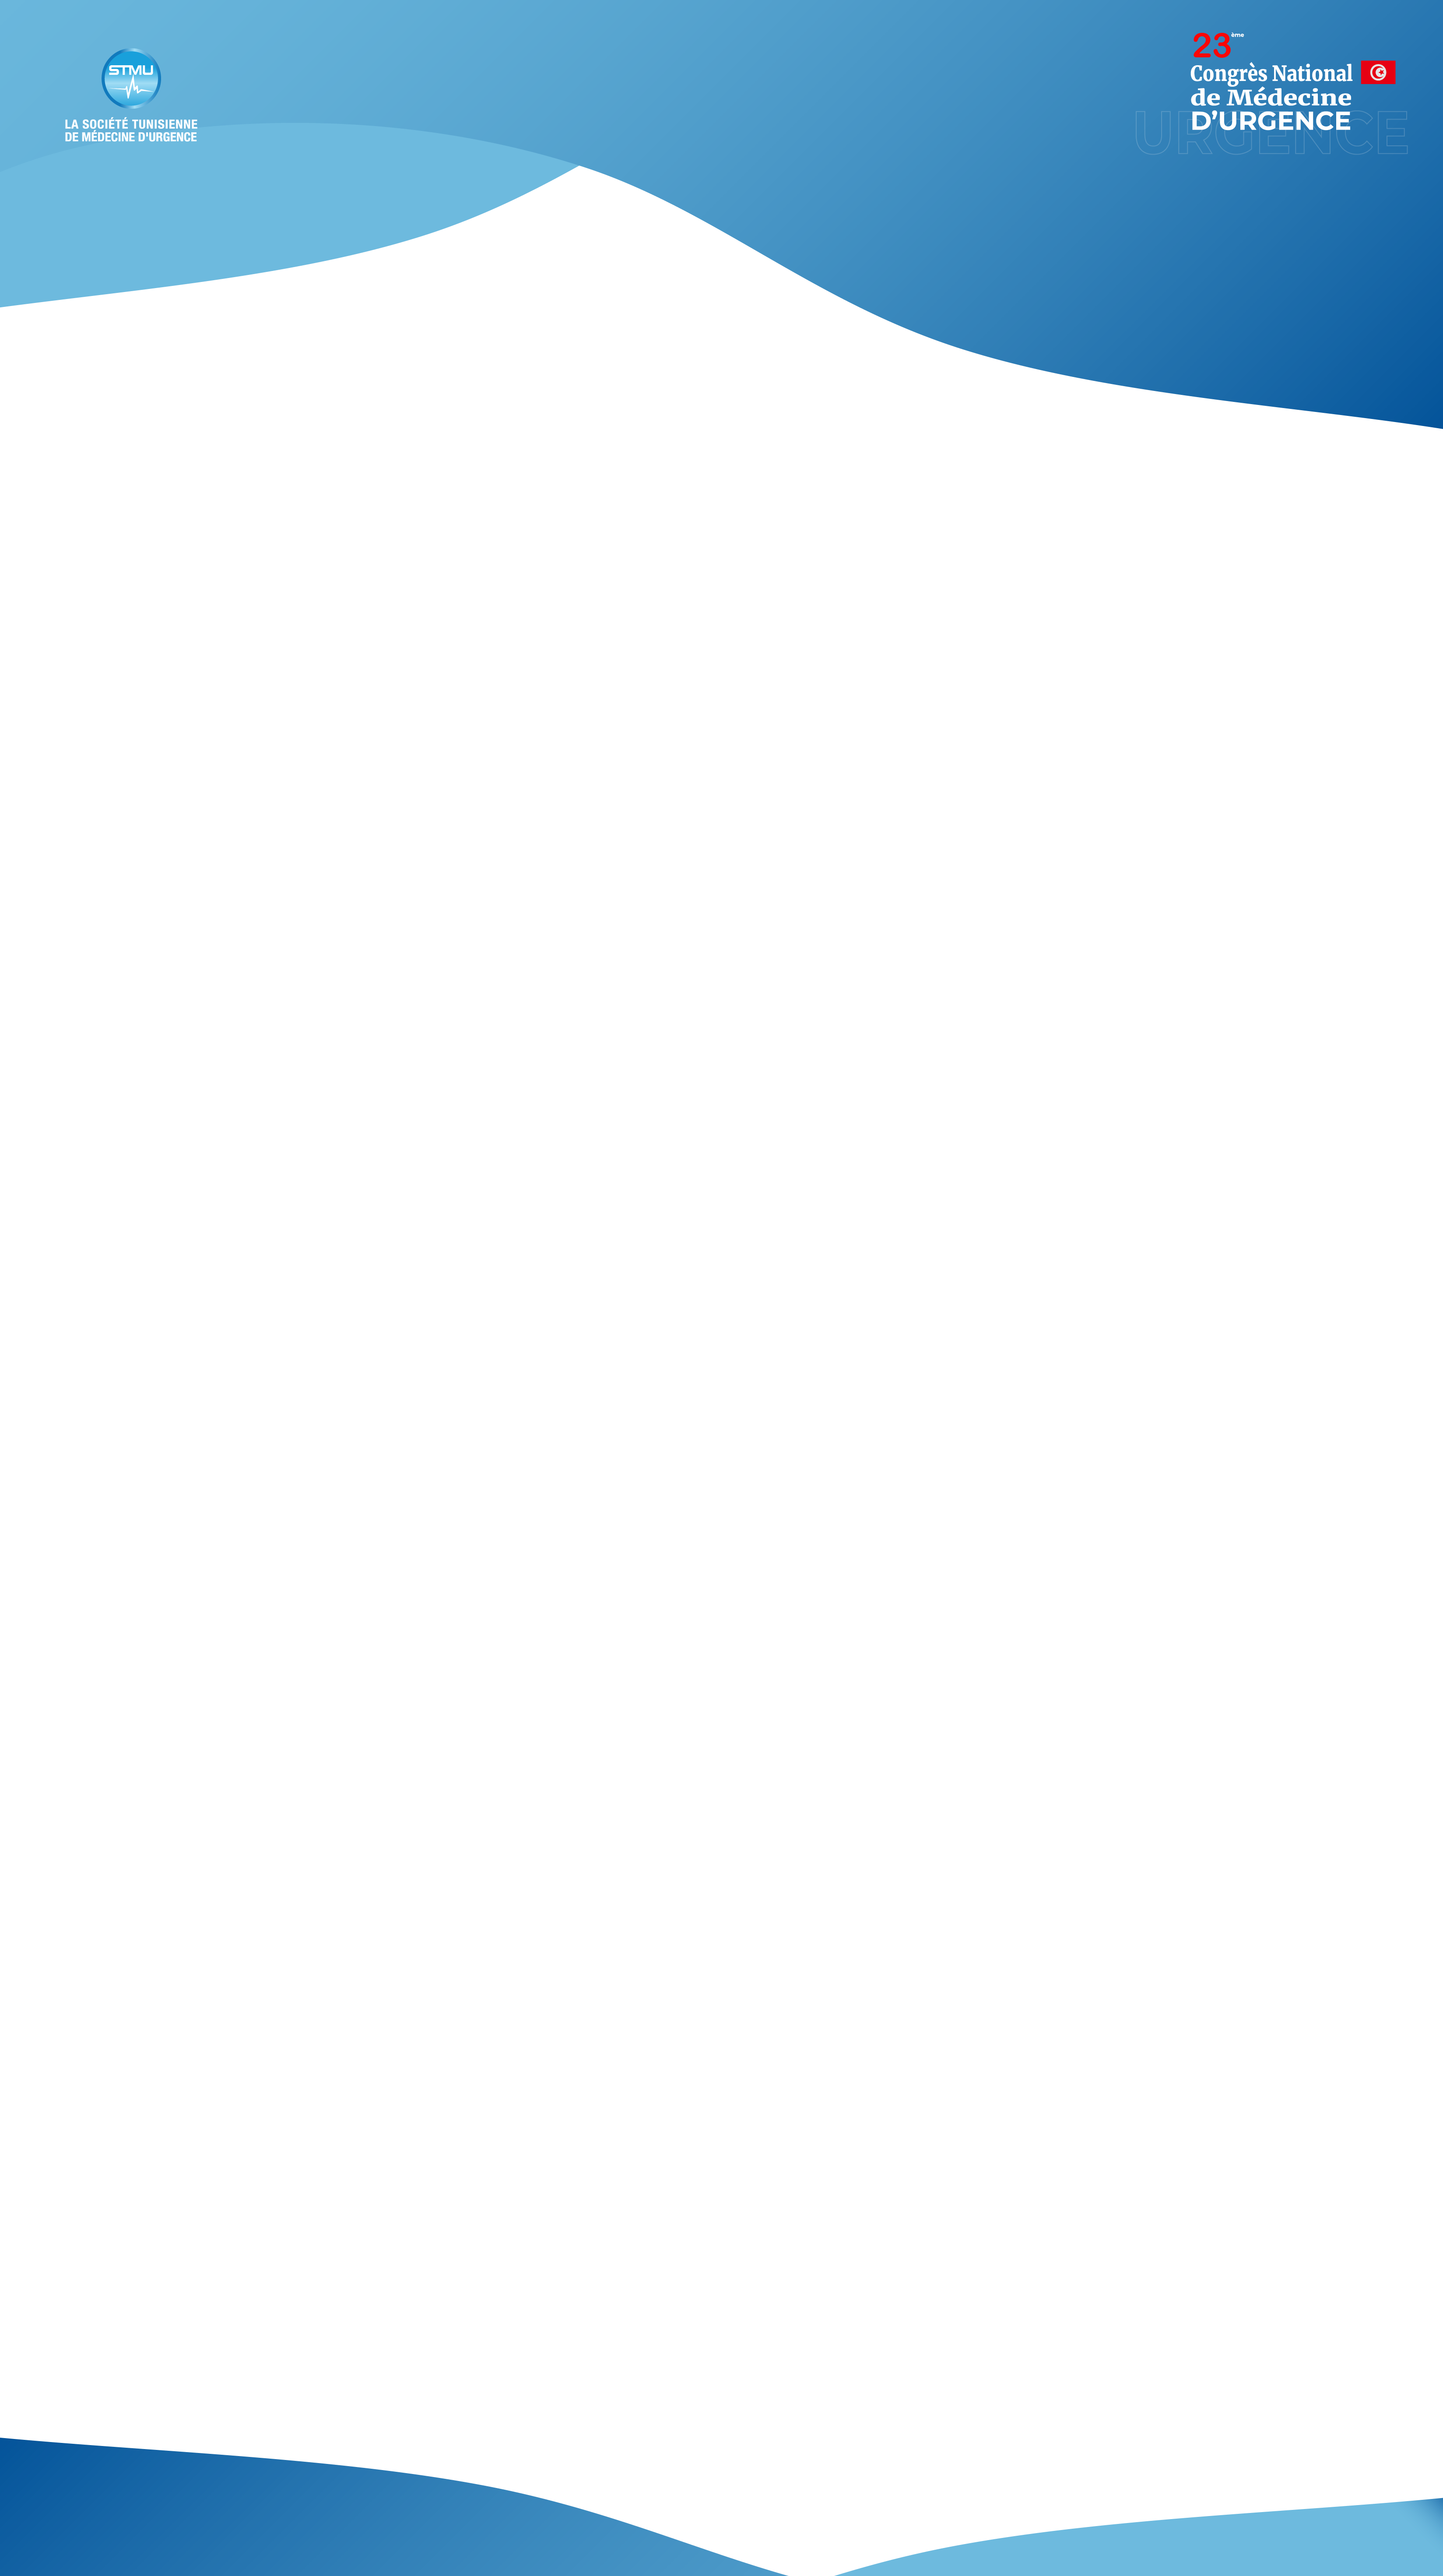 STMU
LA SOCIÉTÉ TUNISIENNE
DE MÉDECINE D'URGENCE
23ème
Congrès National
de Médecine
D’URGENCE
URGENCE